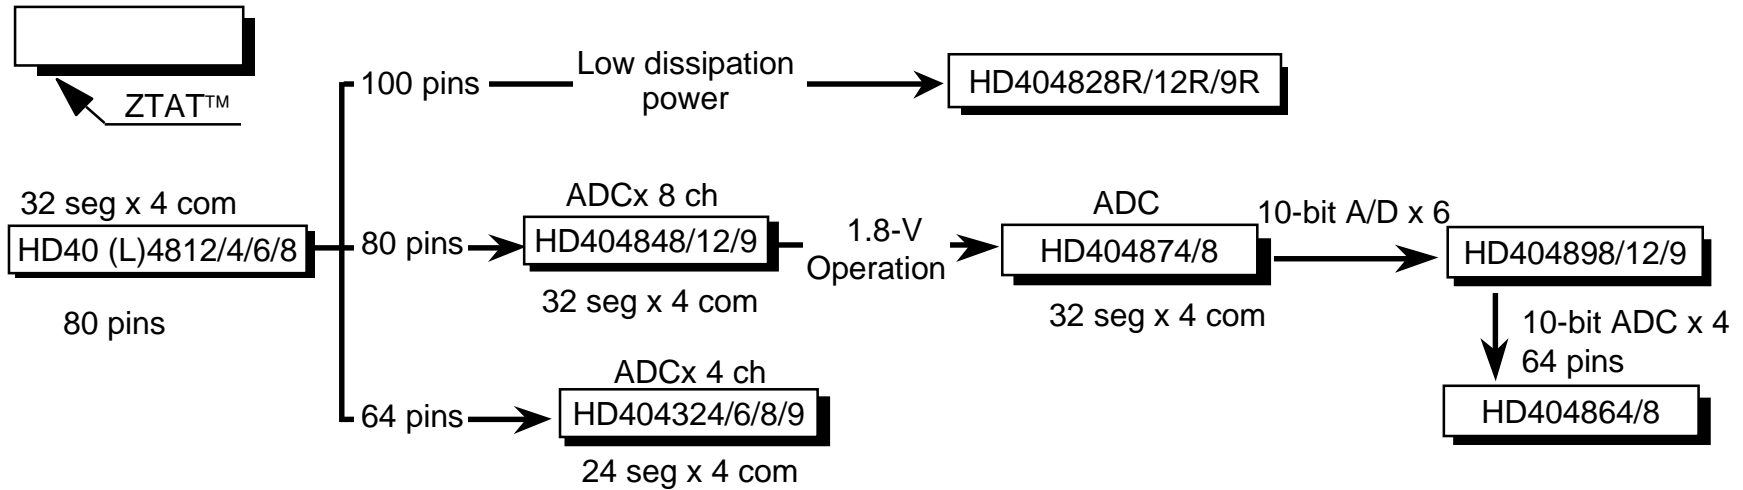 ZTAT™
100 pins
Low dissipation
power
HD404828R/12R/9R
32 seg x 4 com
HD40 (L)4812/4/6/8
80 pins
80 pins
ADCx 8 ch
HD404848/12/9
32 seg x 4 com
1.8-V
Operation
ADC
HD404874/8
32 seg x 4 com
10-bit A/D x 6
HD404898/12/9
10-bit ADC x 4
64 pins
HD404864/8
64 pins
ADCx 4 ch
HD404324/6/8/9
24 seg x 4 com